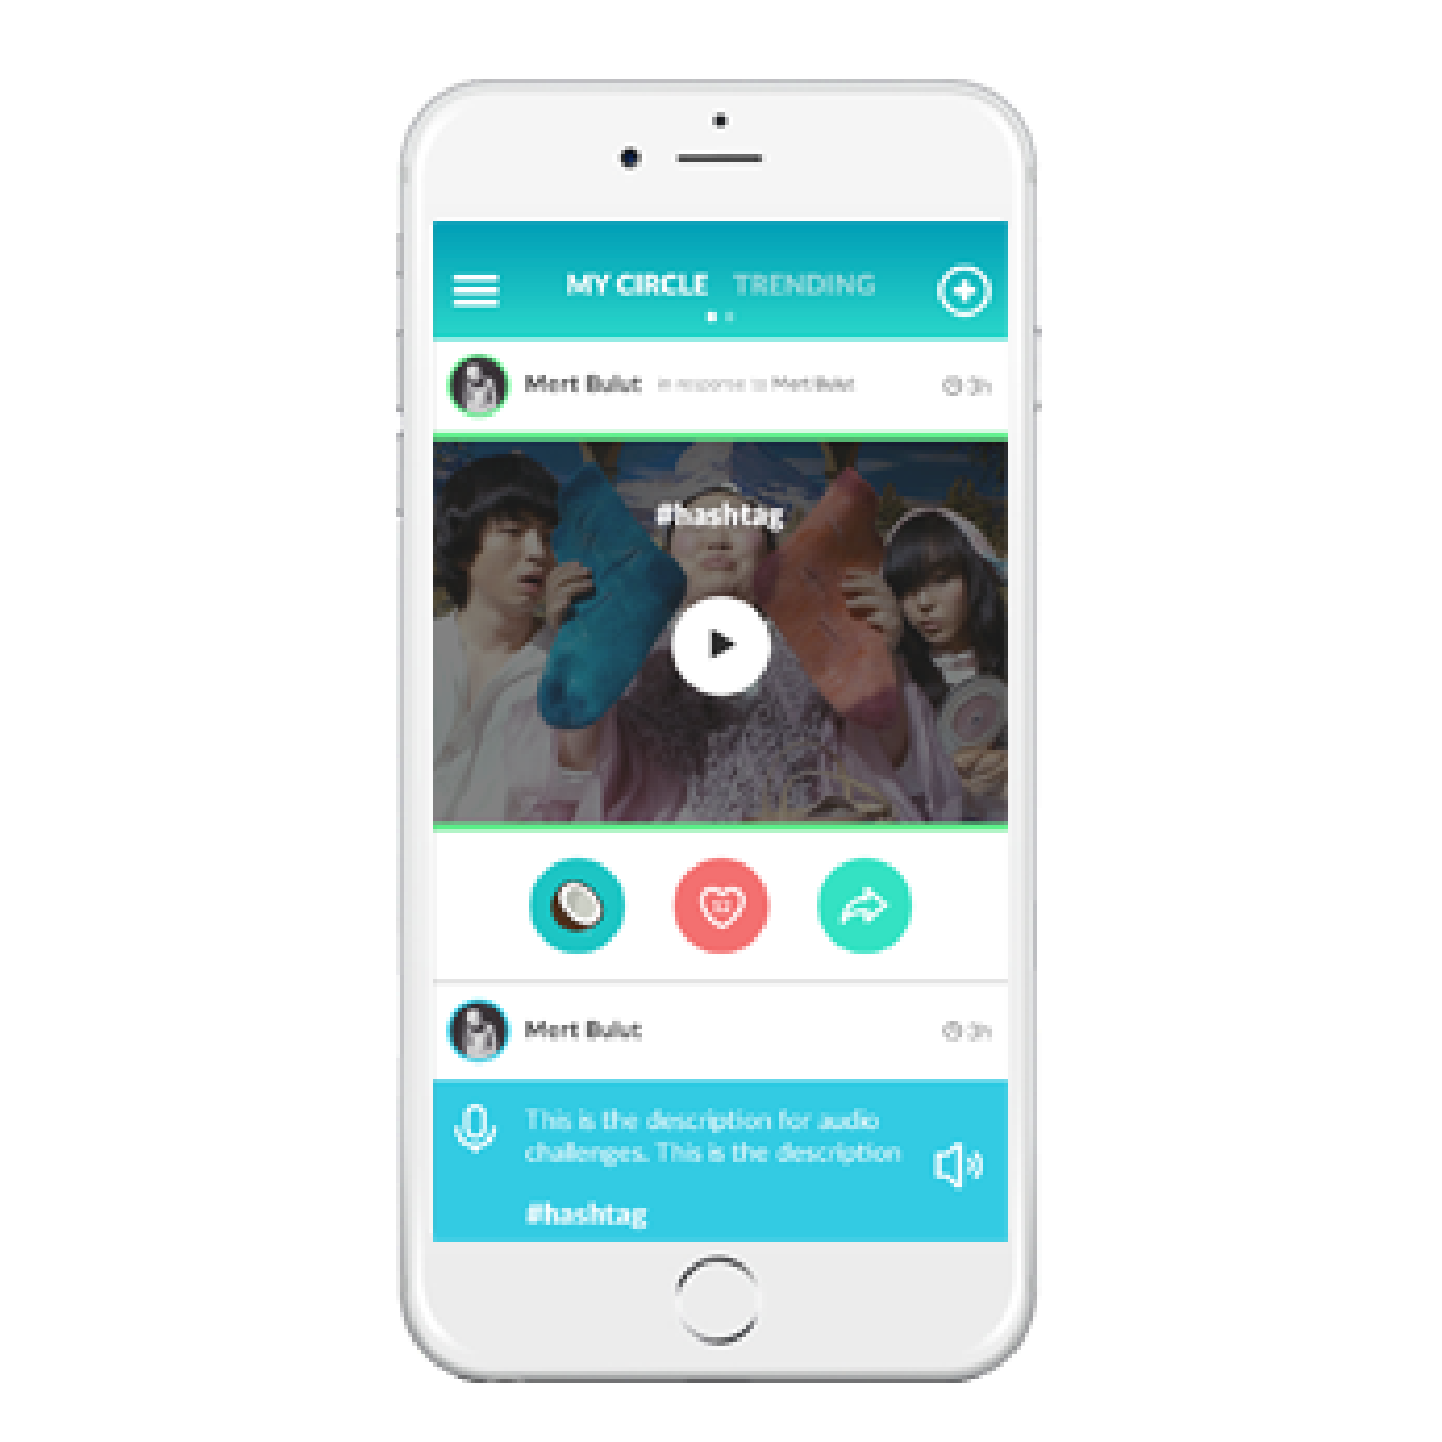 MY CIRCLE TRENDING
Mert Bulut in response to Mert Bulut 3h
#hashtag
Mert Bulut 3h
This is the description for audio
challenges. This is the description
#hashtag